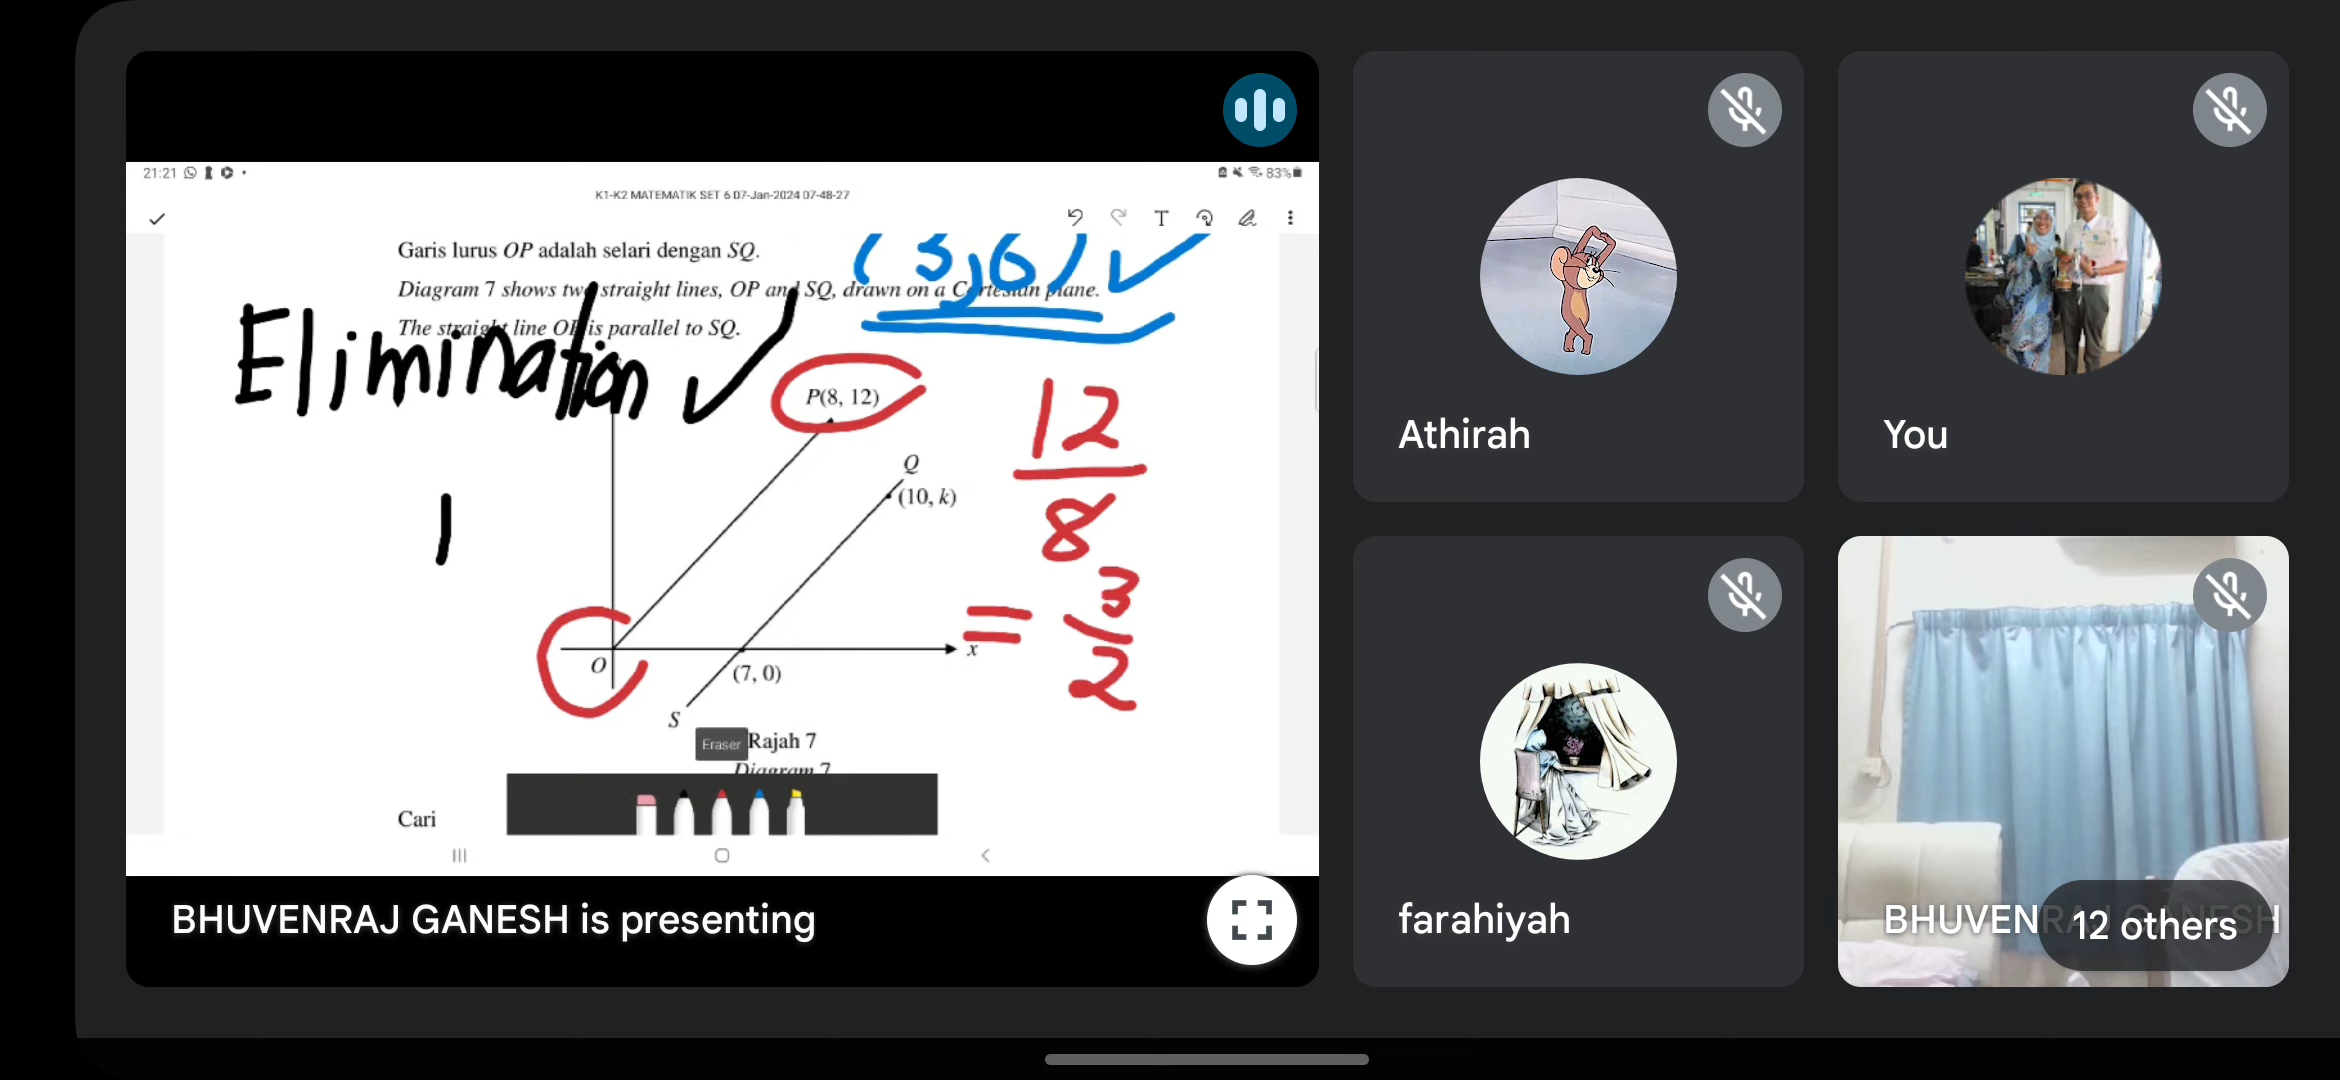 21:21
83%
K1-K2 MATEMATIK SET 6 07-Jan-2024 07-48-27
T
Garis lurus OP adalah selari dengan SQ.
(3,6)
Diagram 7 shows two straight lines, OP and SQ, drawn on a Cartesian plane.
The straight line OP is parallel to SQ.
Elimination
P(8, 12)
12
8
Q
(10, k)
1
= 3
2
x
O
(7, 0)
S
Eraser
Rajah 7
Diagram 7
Cari
BHUVENRAJ GANESH is presenting
Athirah
You
farahiyah
BHUVENRAJ GANESH
12 others